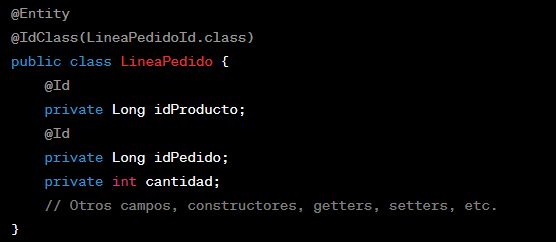 @Entity
@IdClass(LineaPedidoId.class)
public class LineaPedido {
    @Id
    private Long idProducto;
    @Id
    private Long idPedido;
    private int cantidad;
    // Otros campos, constructores, getters, setters, etc.
}